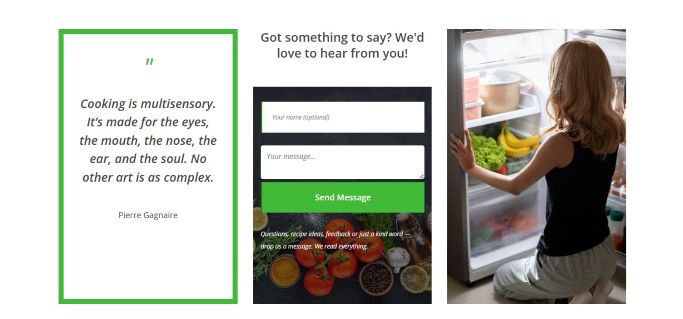 "
Cooking is multisensory.
It's made for the eyes,
the mouth, the nose, the
ear, and the soul. No
other art is as complex.
Pierre Gagnaire
Got something to say? We'd
love to hear from you!
Your name (optional)
Your message...
Send Message
Questions, recipe ideas, feedback or just a kind word —
drop us a message. We read everything.